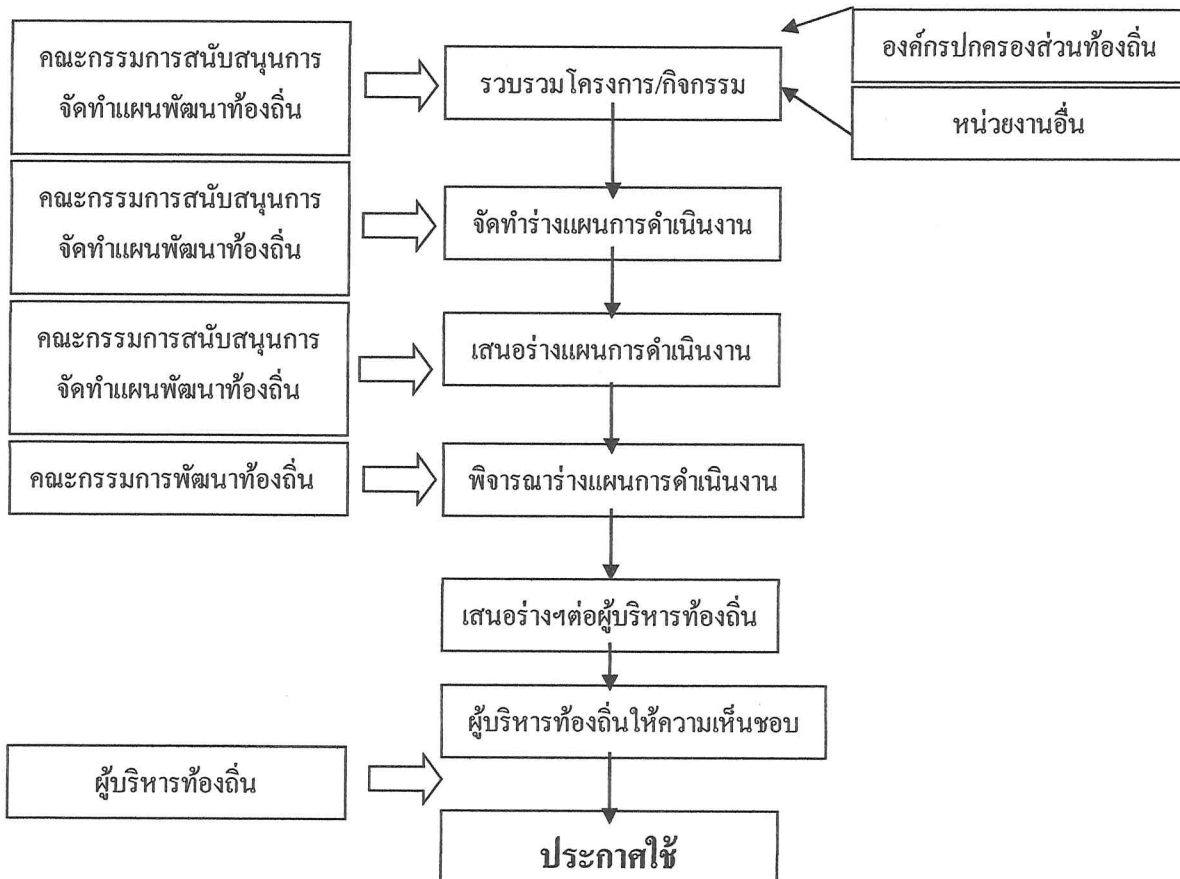 คณะกรรมการสนับสนุนการ
จัดทำแผนพัฒนาท้องถิ่น
รวบรวมโครงการ/กิจกรรม
องค์กรปกครองส่วนท้องถิ่น
หน่วยงานอื่น
คณะกรรมการสนับสนุนการ
จัดทำแผนพัฒนาท้องถิ่น
จัดทำร่างแผนการดำเนินงาน
คณะกรรมการสนับสนุนการ
จัดทำแผนพัฒนาท้องถิ่น
เสนอร่างแผนการดำเนินงาน
คณะกรรมการพัฒนาท้องถิ่น
พิจารณาร่างแผนการดำเนินงาน
เสนอร่างฯต่อผู้บริหารท้องถิ่น
ผู้บริหารท้องถิ่นให้ความเห็นชอบ
ผู้บริหารท้องถิ่น
ประกาศใช้